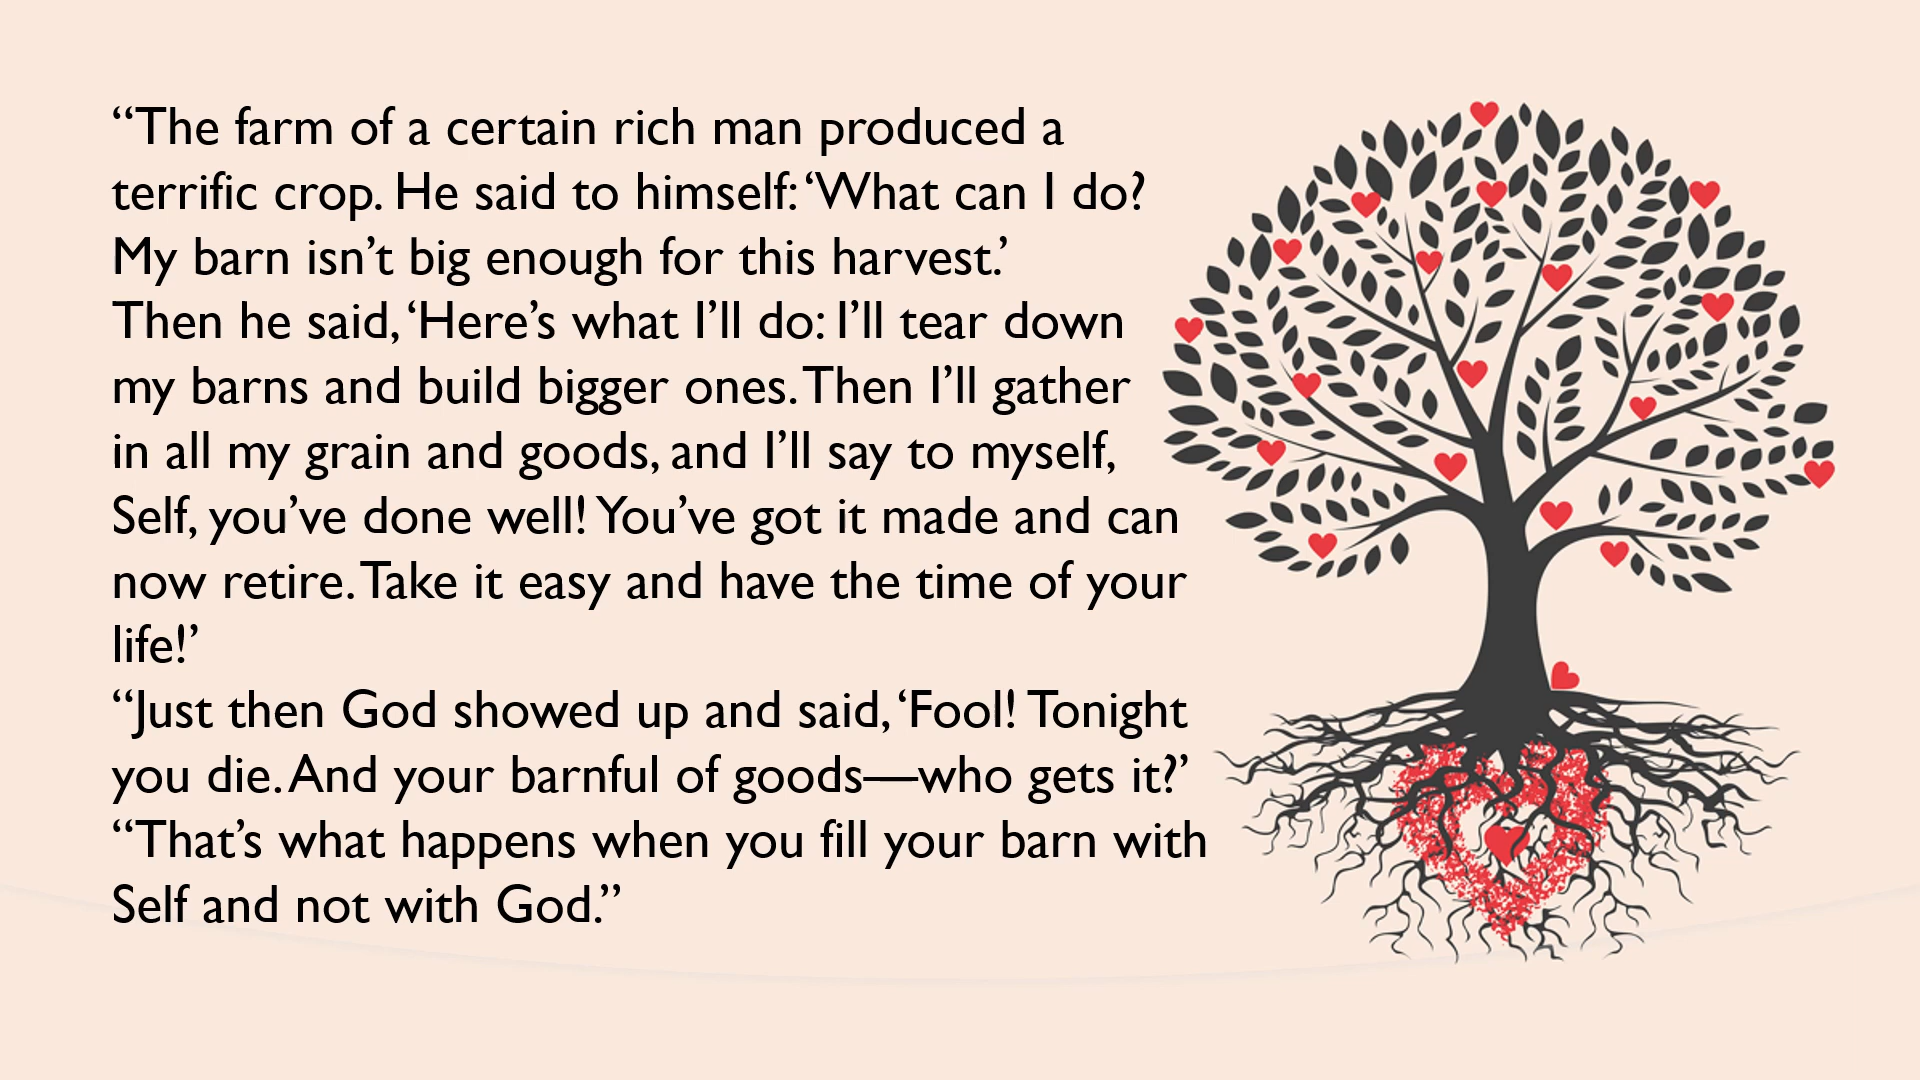 “The farm of a certain rich man produced a
terrific crop. He said to himself: ‘What can I do?
My barn isn’t big enough for this harvest.’
Then he said, ‘Here’s what I’ll do: I’ll tear down
my barns and build bigger ones. Then I’ll gather
in all my grain and goods, and I’ll say to myself,
Self, you’ve done well! You’ve got it made and can
now retire. Take it easy and have the time of your
life!’
“Just then God showed up and said, ‘Fool! Tonight
you die. And your barnful of goods—who gets it?’
“That’s what happens when you fill your barn with
Self and not with God.”